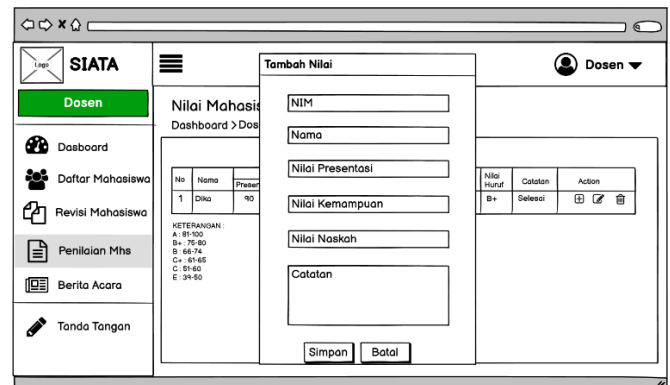 Logo
SIATA
Dosen
Dosen
Dasboard
Daftar Mahasiswa
Revisi Mahasiswa
Penilaian Mhs
Berita Acara
Tanda Tangan
Nilai Mahasis
Dashboard > Dos
No Nama Presen Nilai Huruf Catatan Action
1 Dika 90 B+ Selesai
KETERANGAN :
A : 81-100
B+ : 75-80
B : 66-74
C+ : 61-65
C : 51-60
E : 39-50
Tambah Nilai
NIM
Nama
Nilai Presentasi
Nilai Kemampuan
Nilai Naskah
Catatan
Simpan Batal